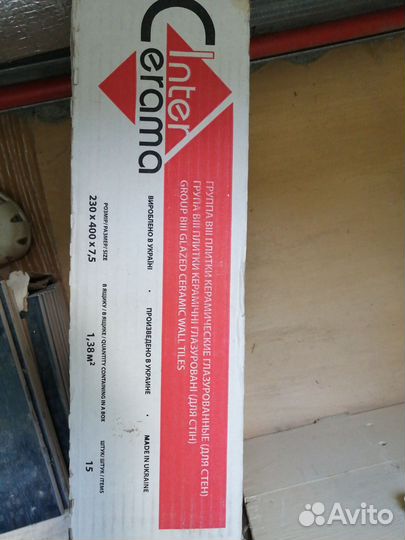 Inter
Cerama
ГРУППА BIII ПЛИТКИ КЕРАМИЧЕСКИЕ ГЛАЗУРОВАННЫЕ (ДЛЯ СТЕН)
ГРУПА BIII ПЛИТКИ КЕРАМІЧНІ ГЛАЗУРОВАНІ (ДЛЯ СТІН)
GROUP BIII GLAZED CERAMIC WALL TILES
ВИРОБЛЕНО В УКРАЇНІ • ПРОИЗВЕДЕНО В УКРАИНЕ • MADE IN UKRAINE
РОЗМІР/РАЗМЕР/SIZE
230 x 400 x 7,5
В ЯЩИКУ / В ЯЩИКЕ / QUANTITY CONTAINING IN A BOX
1,38 м²
ШТУК/ ШТУК / ITEMS
15
Avito